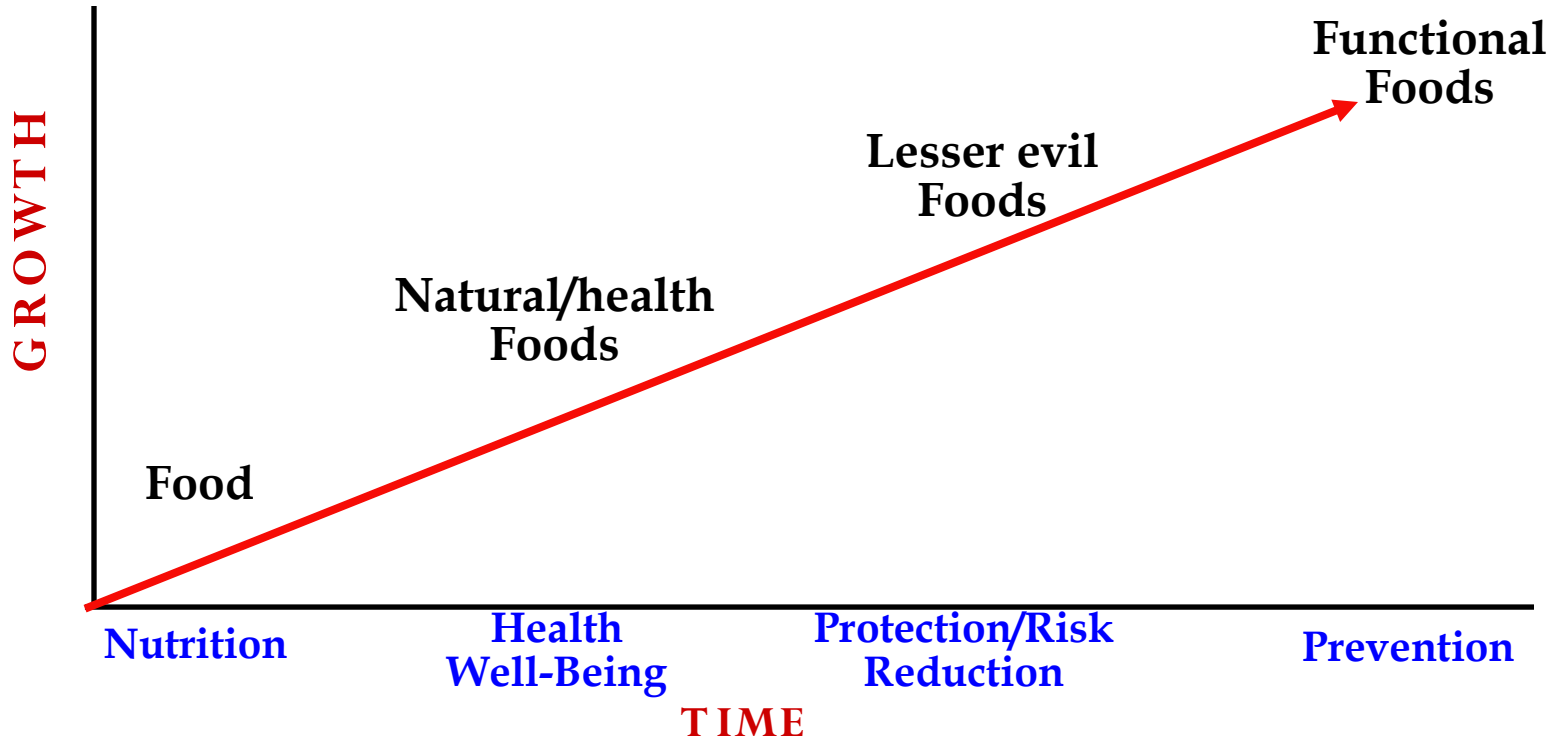 Functional
Foods
Lesser evil
Foods
Natural/health
Foods
Food
GROWTH
Nutrition
Health
Well-Being
Protection/Risk
Reduction
Prevention
TIME